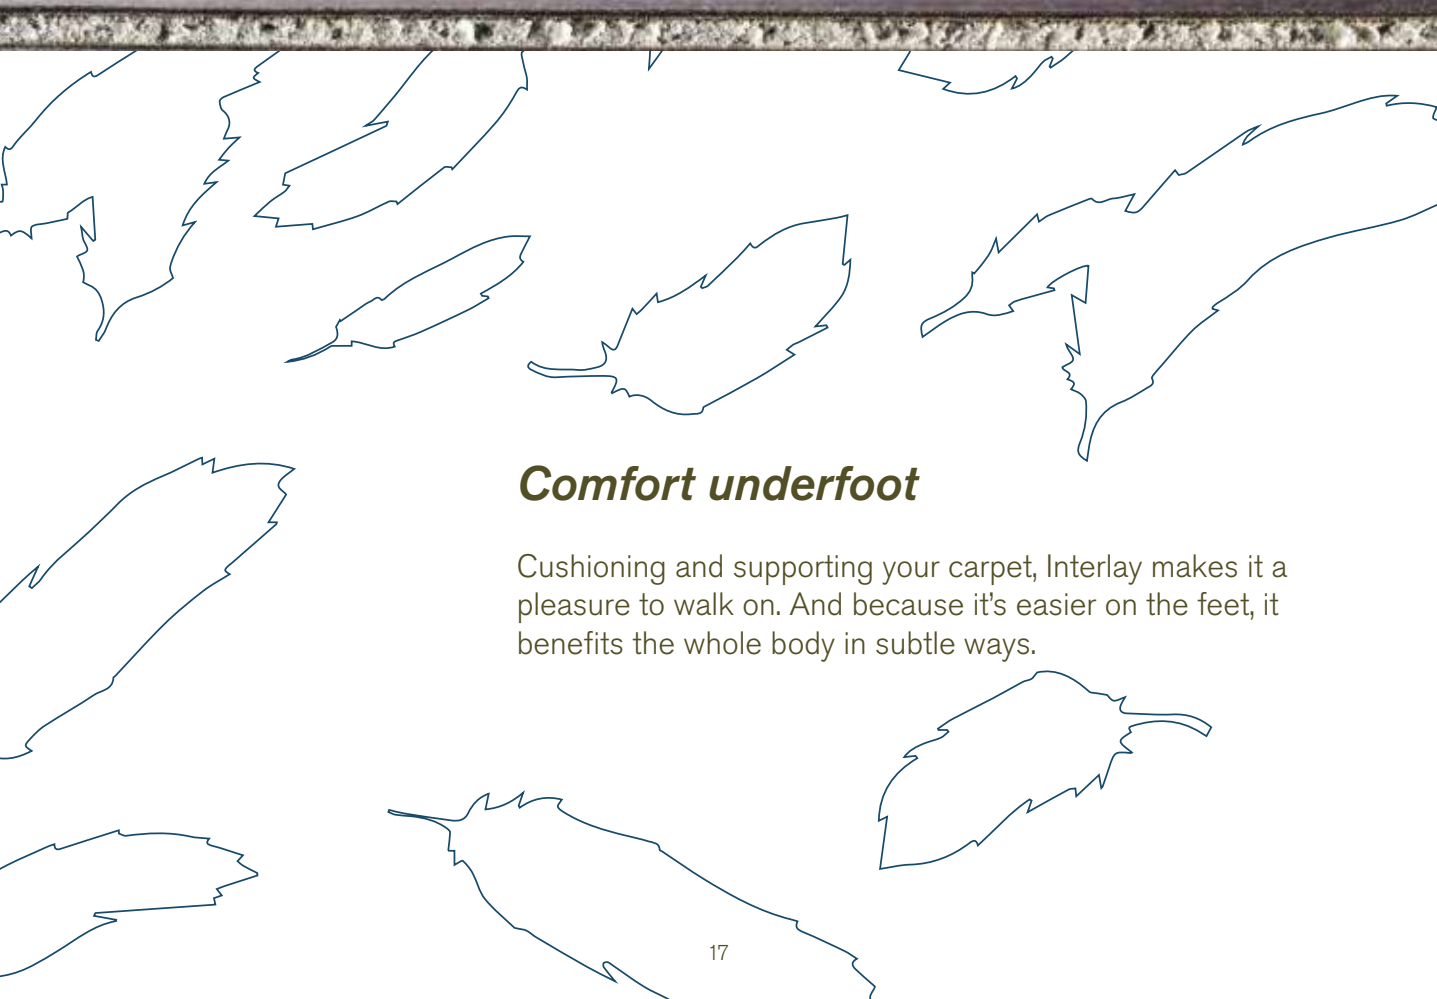 Comfort underfoot
Cushioning and supporting your carpet, Interlay makes it a
pleasure to walk on. And because it’s easier on the feet, it
benefits the whole body in subtle ways.
17